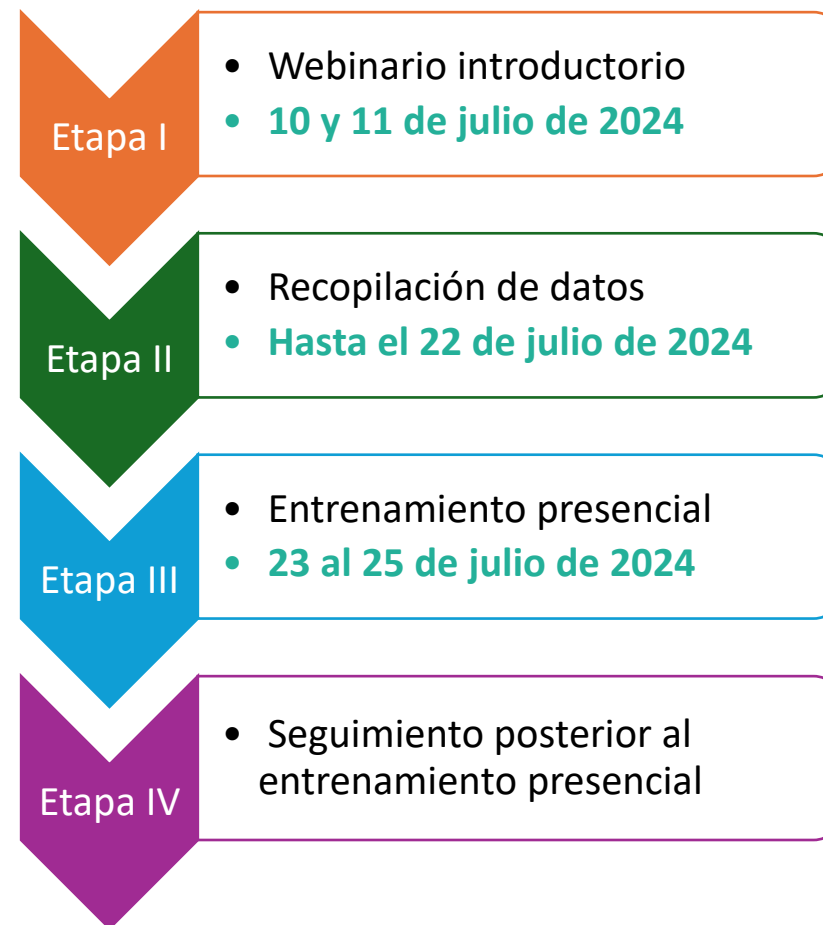 Etapa I
• Webinario introductorio
• 10 y 11 de julio de 2024
Etapa II
• Recopilación de datos
• Hasta el 22 de julio de 2024
Etapa III
• Entrenamiento presencial
• 23 al 25 de julio de 2024
Etapa IV
• Seguimiento posterior al
entrenamiento presencial